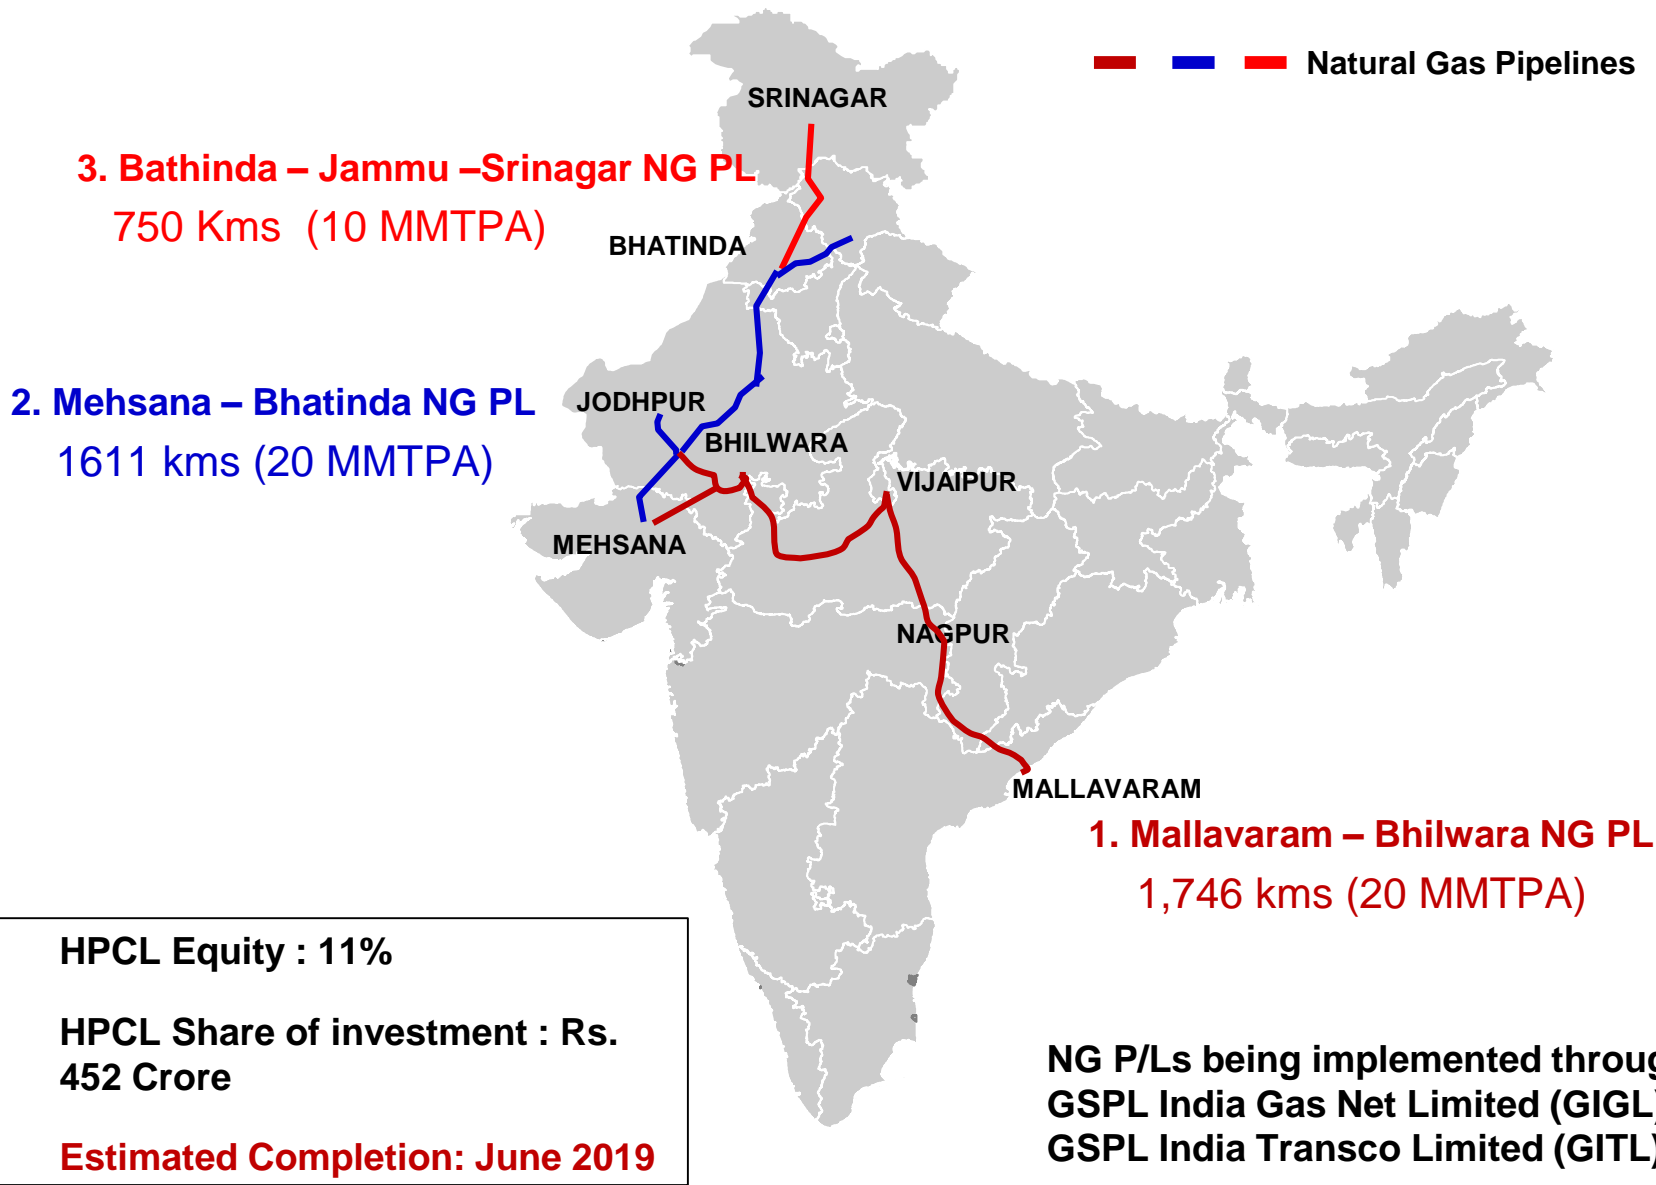 Natural Gas Pipelines
SRINAGAR
3. Bathinda – Jammu –Srinagar NG PL
750 Kms (10 MMTPA)
BHATINDA
2. Mehsana – Bhatinda NG PL
1611 kms (20 MMTPA)
JODHPUR
BHILWARA
VIJAIPUR
MEHSANA
NAGPUR
MALLAVARAM
1. Mallavaram – Bhilwara NG PL
1,746 kms (20 MMTPA)
HPCL Equity : 11%
HPCL Share of investment : Rs.
452 Crore
Estimated Completion: June 2019
NG P/Ls being implemented throug
GSPL India Gas Net Limited (GIGL)
GSPL India Transco Limited (GITL)